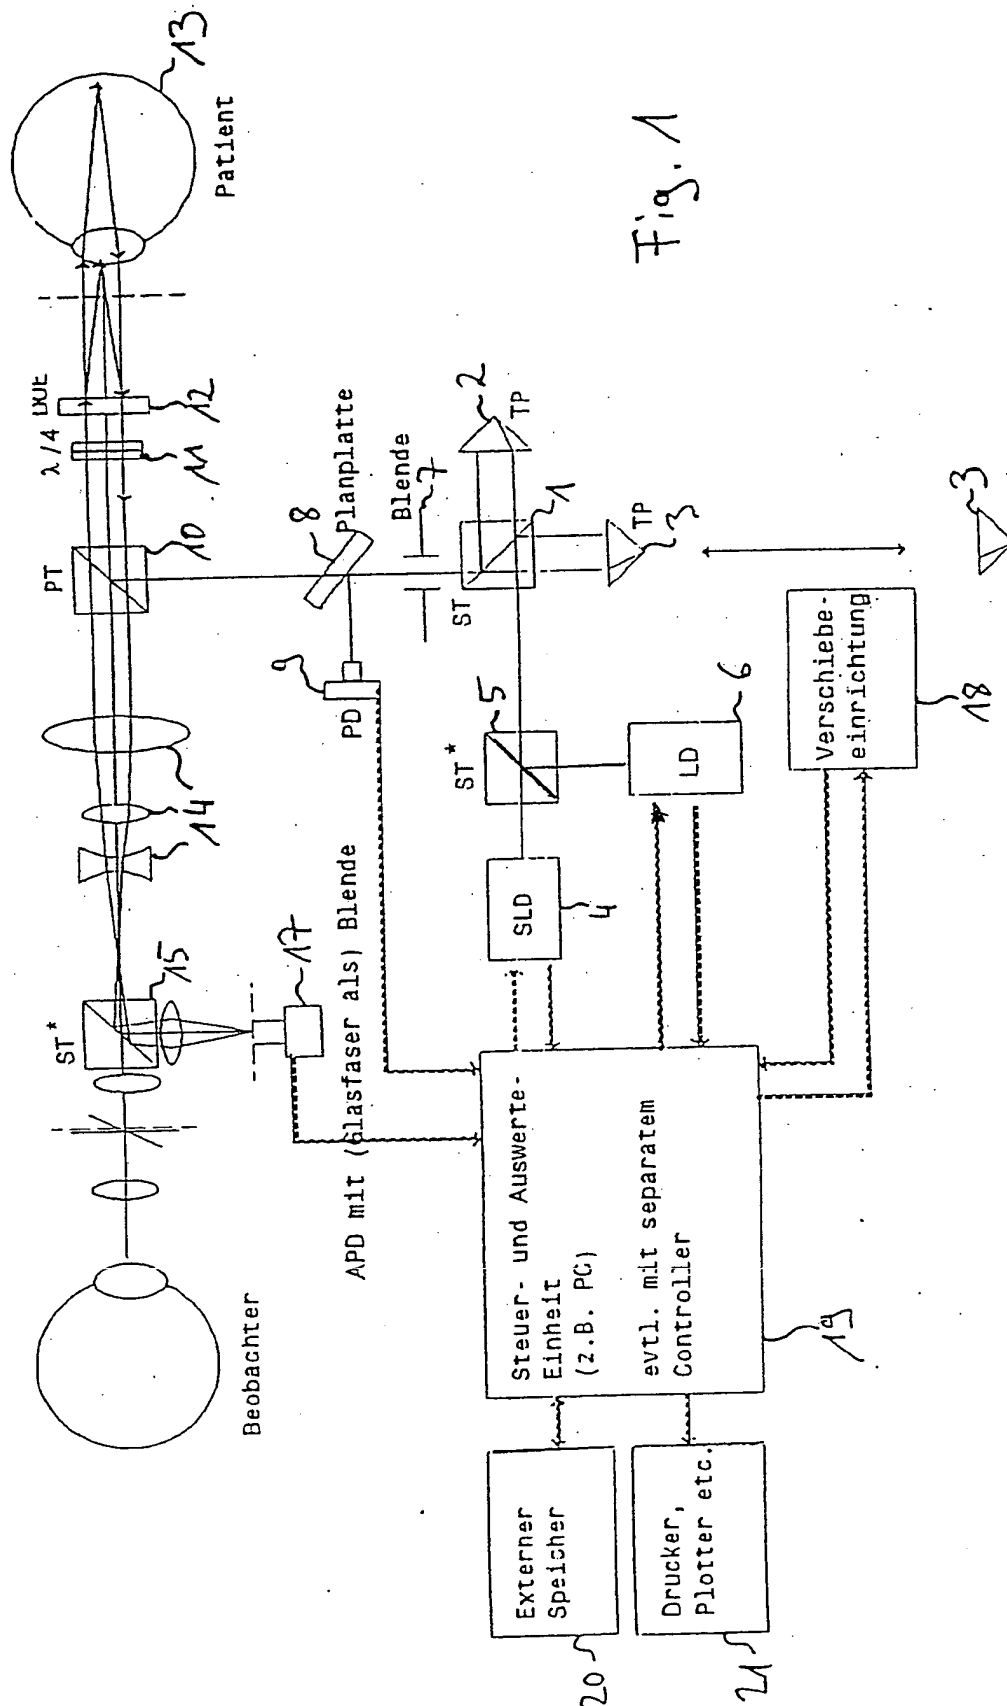 13
Patient
DOE
12
λ/4
11
PT
10
8
Planplatte
Blende
7
2
TP
1
ST
TP
3
3
Fig. 1
9
PD
14
ST*
5
LD
6
SLD
4
Verschiebe-
einrichtung
18
ST*
15
17
APD mit (Glasfaser als) Blende
Beobachter
Steuer- und Auswerte-
Einheit
(z.B. PC)
evtl. mit separatem
Controller
19
Externer
Speicher
20
Drucker,
Plotter etc.
21